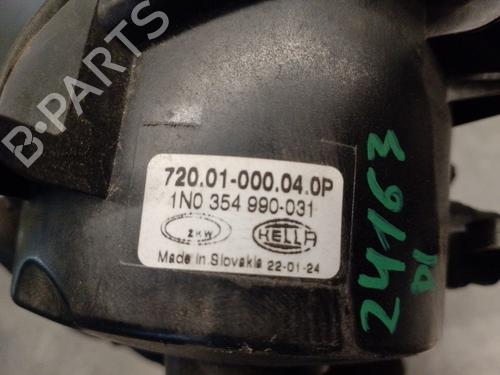 B-PARTS
720.01-000.04.0P
1N0 354 990-031
ZKW HELLA
Made in Slovakia 22-01-24
24163
DI